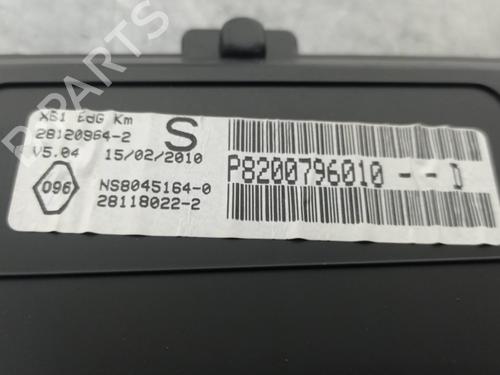 X61 EdG Km
28120964-2
S
V5.04 15/02/2010
P8200796010 -- D
096
NS8045164-0
28118022-2